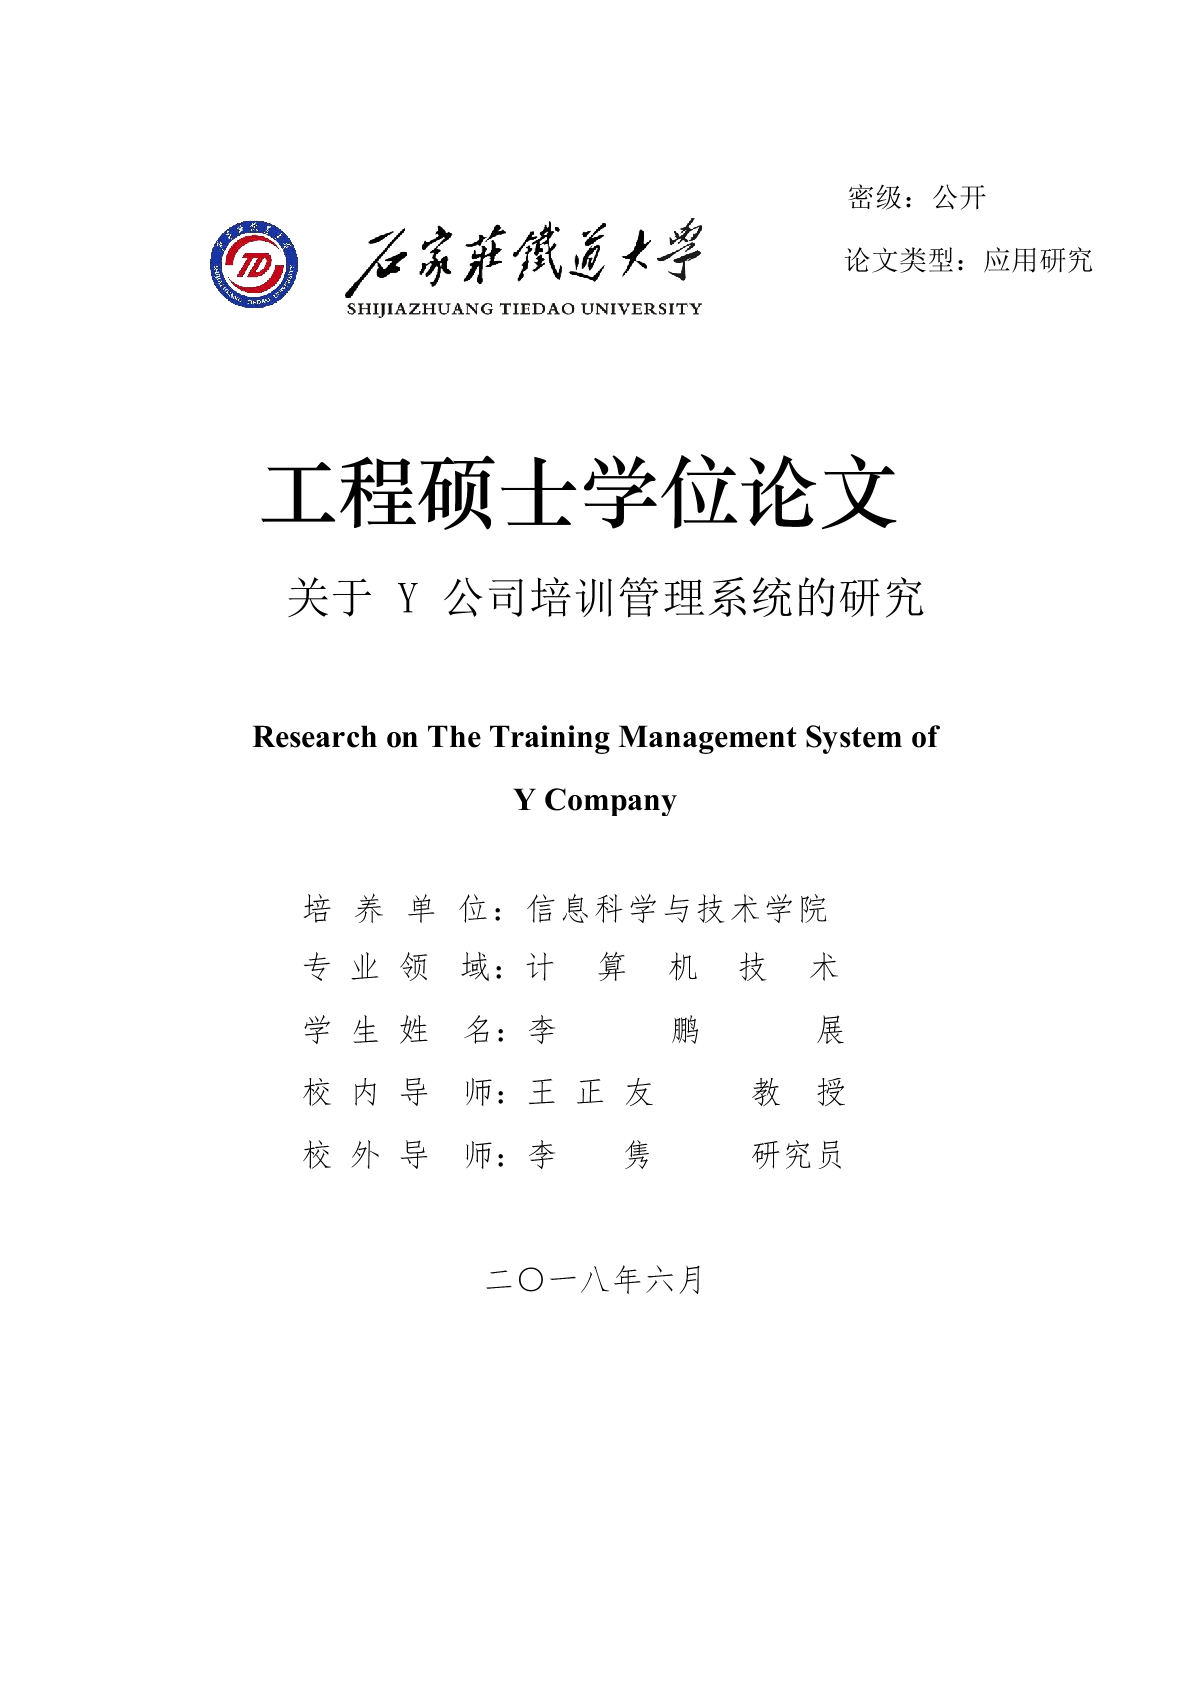 密级：公开
论文类型：应用研究
石家莊鐵道大學
SHIJIAZHUANG TIEDAO UNIVERSITY
工程硕士学位论文
关于 Y 公司培训管理系统的研究
Research on The Training Management System of
Y Company
培 养 单 位：信息科学与技术学院
专 业 领 域：计 算 机 技 术
学 生 姓 名：李 鹏 展
校 内 导 师：王 正 友 教 授
校 外 导 师：李 隽 研究员
二〇一八年六月